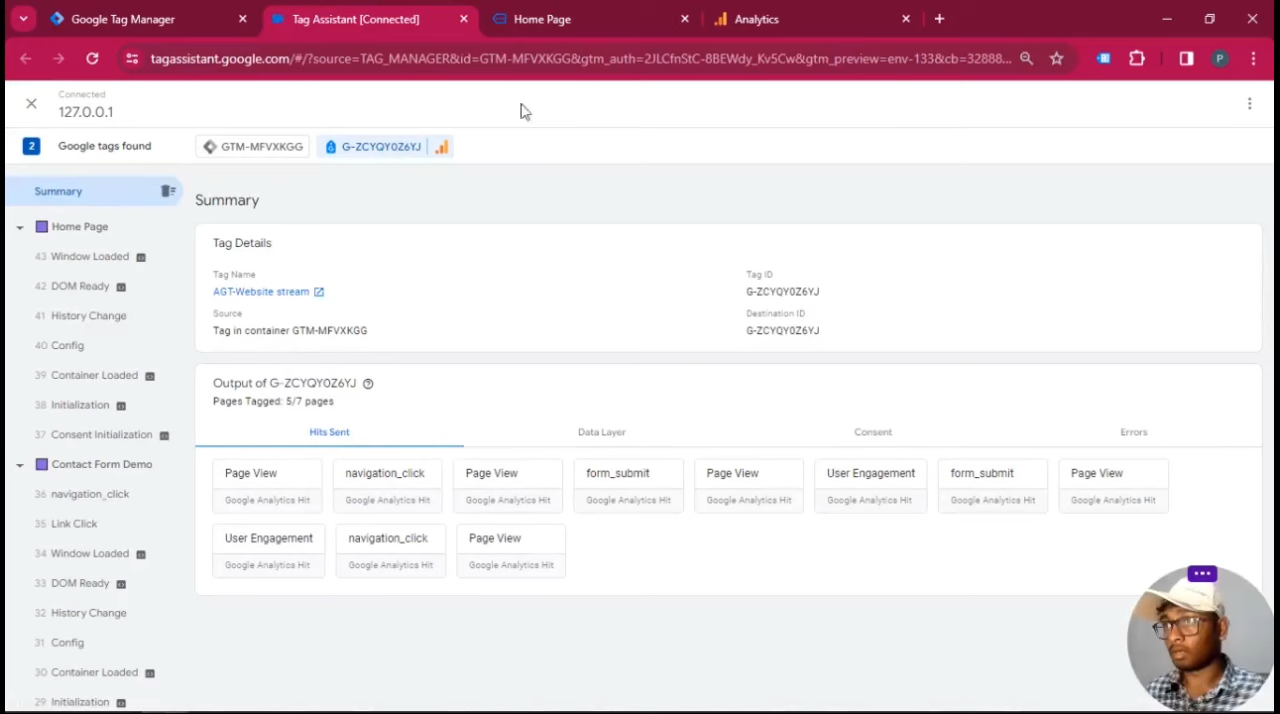 Google Tag Manager
Tag Assistant [Connected]
Home Page
Analytics
tagassistant.google.com/#/?source=TAG_MANAGER&id=GTM-MFVXKGG&gtm_auth=2JLCfnStC-8BEWdy_Kv5Cw&gtm_preview=env-133&cb=32888...
P
Connected
127.0.0.1
2 Google tags found
GTM-MFVXKGG
G-ZCYQY0Z6YJ
Summary
Home Page
43 Window Loaded
42 DOM Ready
41 History Change
40 Config
39 Container Loaded
38 Initialization
37 Consent Initialization
Contact Form Demo
36 navigation_click
35 Link Click
34 Window Loaded
33 DOM Ready
32 History Change
31 Config
30 Container Loaded
29 Initialization
Summary
Tag Details
Tag Name
AGT-Website stream
Tag ID
G-ZCYQY0Z6YJ
Source
Tag in container GTM-MFVXKGG
Destination ID
G-ZCYQY0Z6YJ
Output of G-ZCYQY0Z6YJ
Pages Tagged: 5/7 pages
Hits Sent
Data Layer
Consent
Errors
Page View
Google Analytics Hit
navigation_click
Google Analytics Hit
Page View
Google Analytics Hit
form_submit
Google Analytics Hit
Page View
Google Analytics Hit
User Engagement
Google Analytics Hit
form_submit
Google Analytics Hit
Page View
Google Analytics Hit
User Engagement
Google Analytics Hit
navigation_click
Google Analytics Hit
Page View
Google Analytics Hit